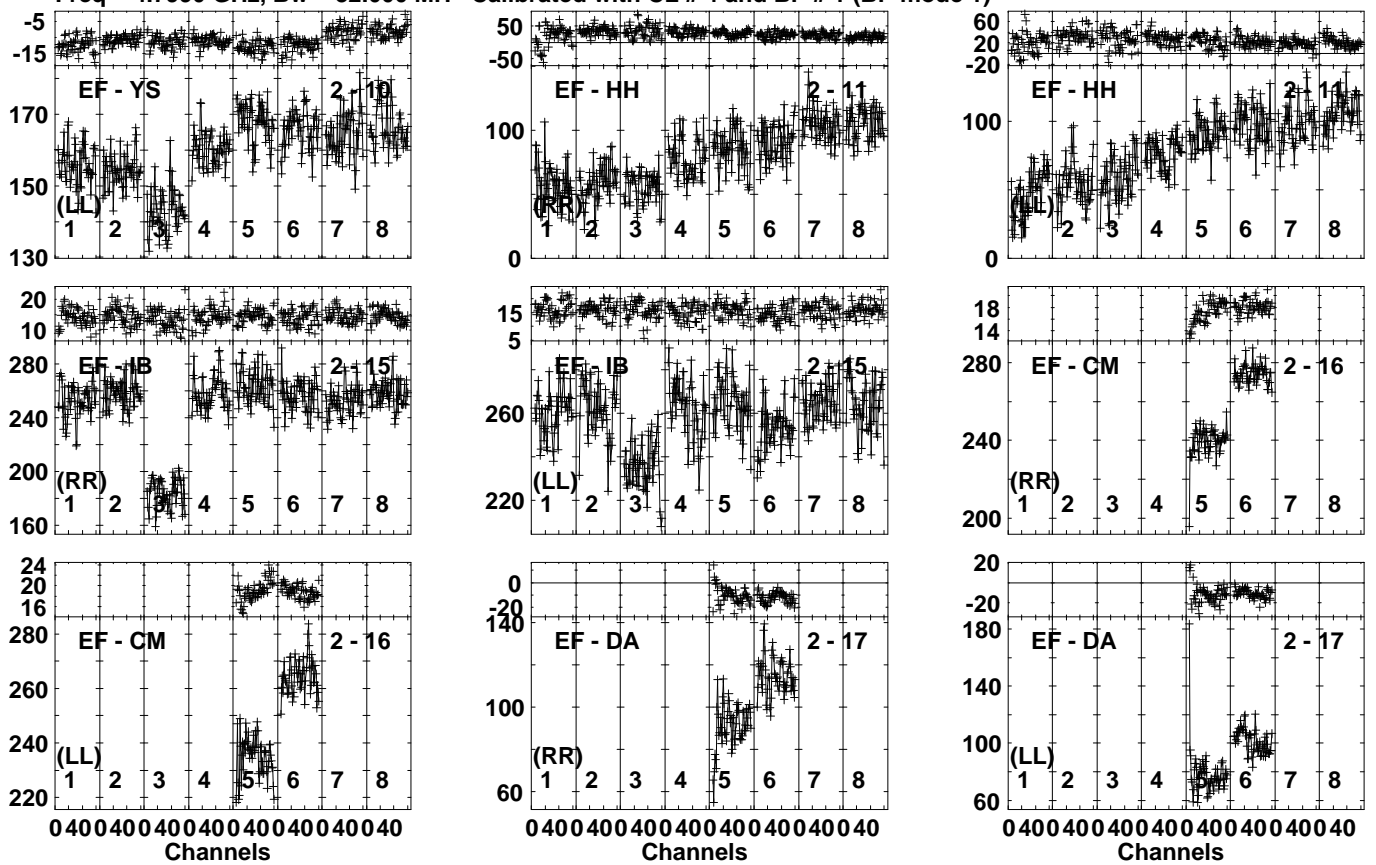 -5
-15
EF - YS
2 - 10
170
150
130
(LL)
1 2 3 4 5 6 7 8
50
-50
EF - HH
2 - 11
100
0
(RR)
1 2 3 4 5 6 7 8
60
20
-20
EF - HH
2 - 11
100
0
(LL)
1 2 3 4 5 6 7 8
20
10
EF - IB
2 - 15
280
240
200
160
(RR)
1 2 3 4 5 6 7 8
15
5
EF - IB
2 - 15
260
220
(LL)
1 2 3 4 5 6 7 8
18
14
EF - CM
2 - 16
280
240
200
(RR)
1 2 3 4 5 6 7 8
24
20
16
EF - CM
2 - 16
280
260
240
220
(LL)
1 2 3 4 5 6 7 8
0
-20
EF - DA
2 - 17
140
100
60
(RR)
1 2 3 4 5 6 7 8
20
-20
EF - DA
2 - 17
180
140
100
60
(LL)
1 2 3 4 5 6 7 8
0 40 0 40 0 40 0 40 0 40 0 40 0 40 0 40
Channels
0 40 0 40 0 40 0 40 0 40 0 40 0 40 0 40
Channels
0 40 0 40 0 40 0 40 0 40 0 40 0 40 0 40
Channels